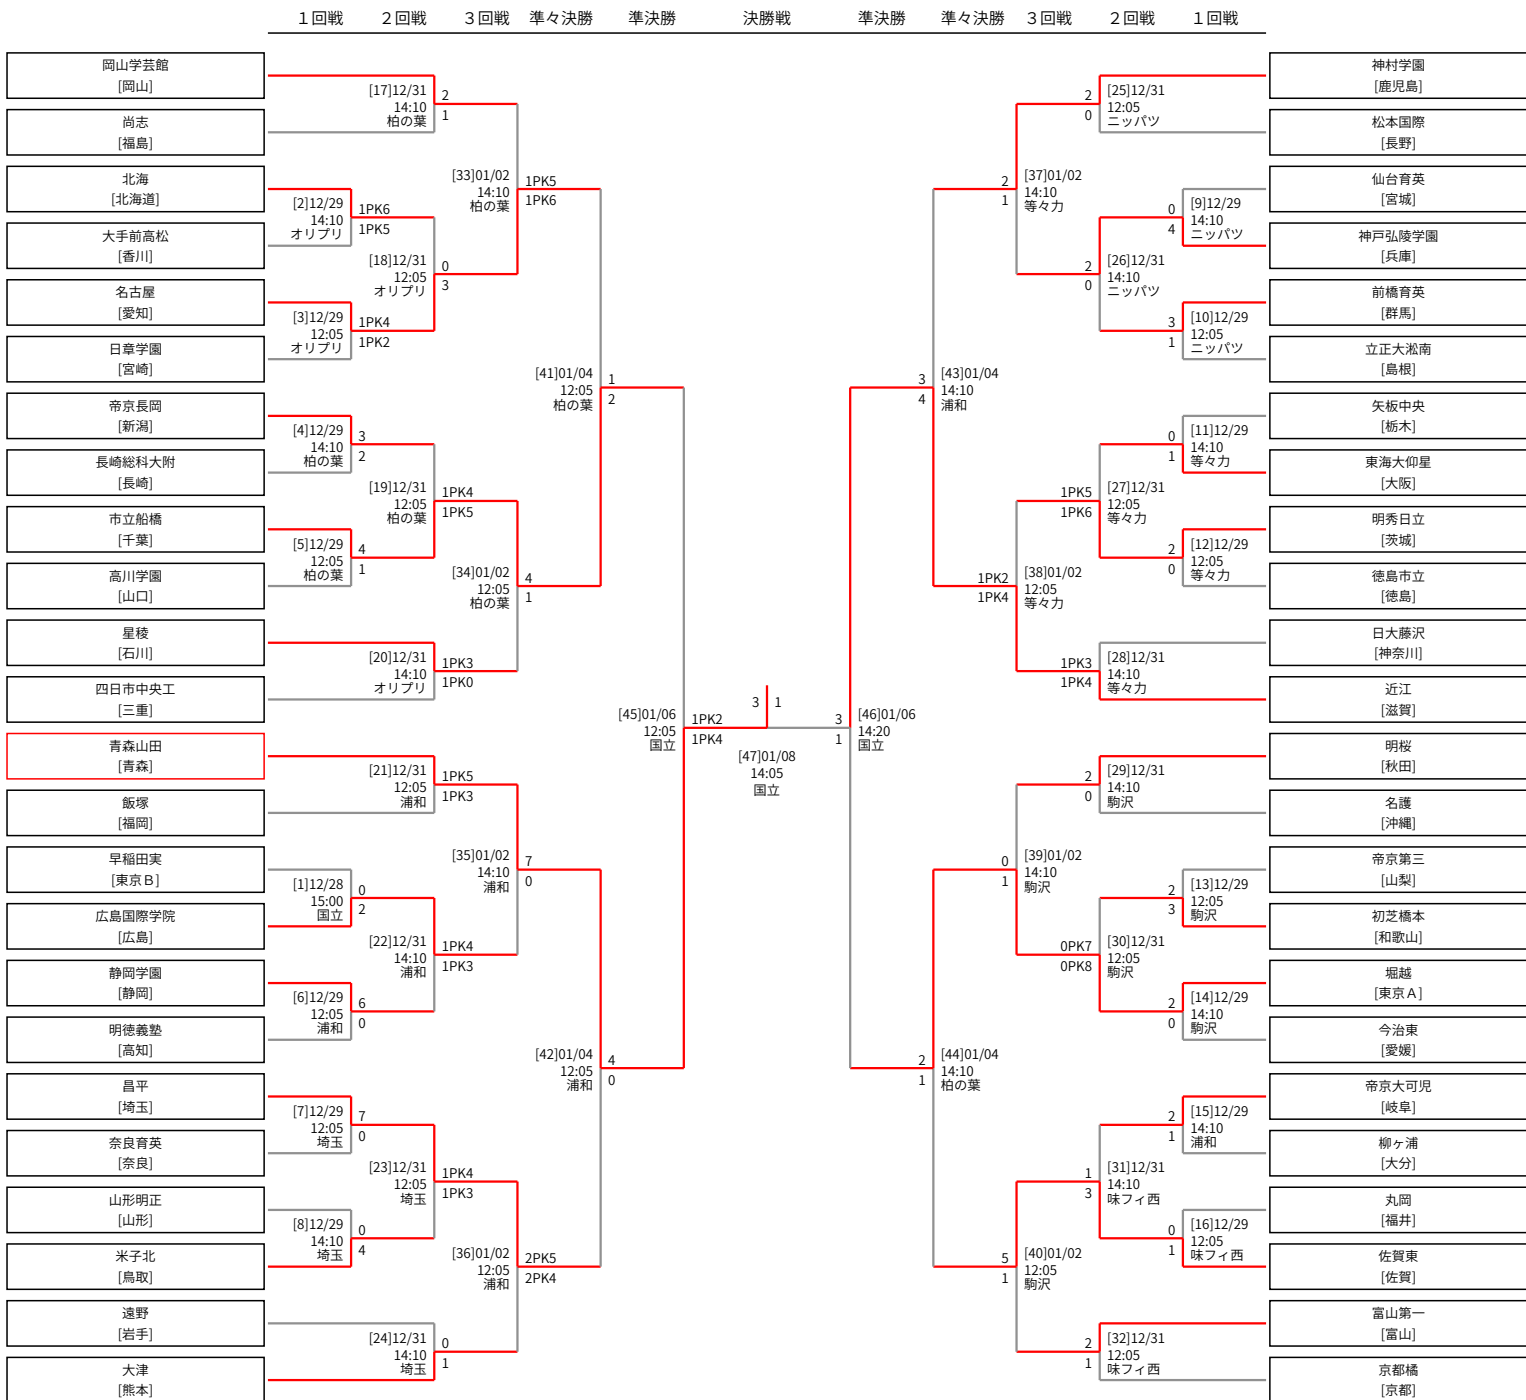 １回戦 ２回戦 ３回戦 準々決勝 準決勝 決勝戦 準決勝 準々決勝 ３回戦 ２回戦 １回戦
岡山学芸館
[岡山]
尚志
[福島]
北海
[北海道]
大手前高松
[香川]
名古屋
[愛知]
日章学園
[宮崎]
帝京長岡
[新潟]
長崎総科大附
[長崎]
市立船橋
[千葉]
高川学園
[山口]
星稜
[石川]
四日市中央工
[三重]
青森山田
[青森]
飯塚
[福岡]
早稲田実
[東京Ｂ]
広島国際学院
[広島]
静岡学園
[静岡]
明徳義塾
[高知]
昌平
[埼玉]
奈良育英
[奈良]
山形明正
[山形]
米子北
[鳥取]
遠野
[岩手]
大津
[熊本]
[2]12/29
14:10
オリプリ
1PK6
1PK5
[3]12/29
12:05
オリプリ
1PK4
1PK2
[4]12/29
14:10
柏の葉
3
2
[5]12/29
12:05
柏の葉
4
1
[1]12/28
15:00
国立
0
2
[6]12/29
12:05
浦和
6
0
[7]12/29
12:05
埼玉
7
0
[8]12/29
14:10
埼玉
0
4
[17]12/31
14:10
柏の葉
2
1
[18]12/31
12:05
オリプリ
0
3
[19]12/31
12:05
柏の葉
1PK4
1PK5
[20]12/31
14:10
オリプリ
1PK3
1PK0
[21]12/31
12:05
浦和
1PK5
1PK3
[22]12/31
14:10
浦和
1PK4
1PK3
[23]12/31
12:05
埼玉
1PK4
1PK3
[24]12/31
14:10
埼玉
0
1
[33]01/02
14:10
柏の葉
1PK5
1PK6
[34]01/02
12:05
柏の葉
4
1
[35]01/02
14:10
浦和
7
0
[36]01/02
12:05
浦和
2PK5
2PK4
[41]01/04
12:05
柏の葉
1
2
[42]01/04
12:05
浦和
4
0
[45]01/06
12:05
国立
1PK2
1PK4
3 1
[47]01/08
14:05
国立
3
1
[46]01/06
14:20
国立
3
4
[43]01/04
14:10
浦和
2
1
[44]01/04
14:10
柏の葉
2
1
[37]01/02
14:10
等々力
1PK2
1PK4
[38]01/02
12:05
等々力
0
1
[39]01/02
14:10
駒沢
5
1
[40]01/02
12:05
駒沢
2
0
[25]12/31
12:05
ニッパツ
2
0
[26]12/31
14:10
ニッパツ
1PK5
1PK6
[27]12/31
12:05
等々力
1PK3
1PK4
[28]12/31
14:10
等々力
2
0
[29]12/31
14:10
駒沢
0PK7
0PK8
[30]12/31
12:05
駒沢
1
3
[31]12/31
14:10
味フィ西
2
1
[32]12/31
12:05
味フィ西
0
4
[9]12/29
14:10
ニッパツ
3
1
[10]12/29
12:05
ニッパツ
0
1
[11]12/29
14:10
等々力
2
0
[12]12/29
12:05
等々力
2
3
[13]12/29
12:05
駒沢
2
0
[14]12/29
14:10
駒沢
2
1
[15]12/29
14:10
浦和
0
1
[16]12/29
12:05
味フィ西
神村学園
[鹿児島]
松本国際
[長野]
仙台育英
[宮城]
神戸弘陵学園
[兵庫]
前橋育英
[群馬]
立正大淞南
[島根]
矢板中央
[栃木]
東海大仰星
[大阪]
明秀日立
[茨城]
徳島市立
[徳島]
日大藤沢
[神奈川]
近江
[滋賀]
明桜
[秋田]
名護
[沖縄]
帝京第三
[山梨]
初芝橋本
[和歌山]
堀越
[東京Ａ]
今治東
[愛媛]
帝京大可児
[岐阜]
柳ヶ浦
[大分]
丸岡
[福井]
佐賀東
[佐賀]
富山第一
[富山]
京都橘
[京都]